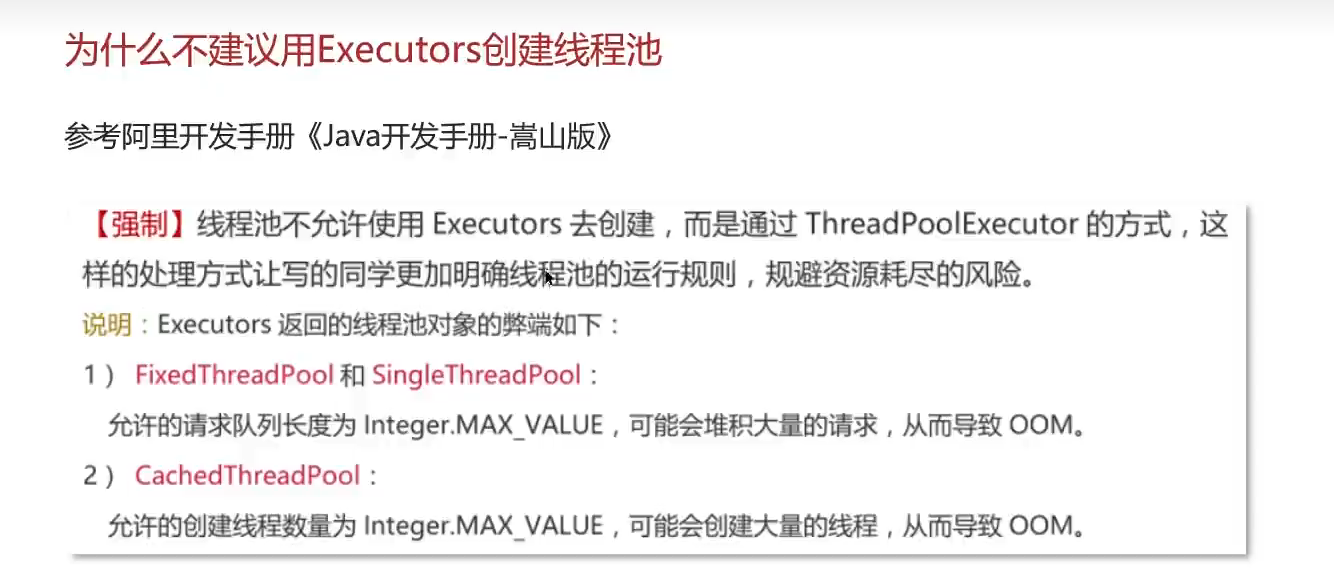 为什么不建议用Executors创建线程池
参考阿里开发手册《Java开发手册-嵩山版》
【强制】线程池不允许使用 Executors 去创建，而是通过 ThreadPoolExecutor 的方式，这
样的处理方式让写的同学更加明确线程池的运行规则，规避资源耗尽的风险。
说明：Executors 返回的线程池对象的弊端如下：
1） FixedThreadPool 和 SingleThreadPool：
允许的请求队列长度为 Integer.MAX_VALUE，可能会堆积大量的请求，从而导致 OOM。
2） CachedThreadPool：
允许的创建线程数量为 Integer.MAX_VALUE，可能会创建大量的线程，从而导致 OOM。